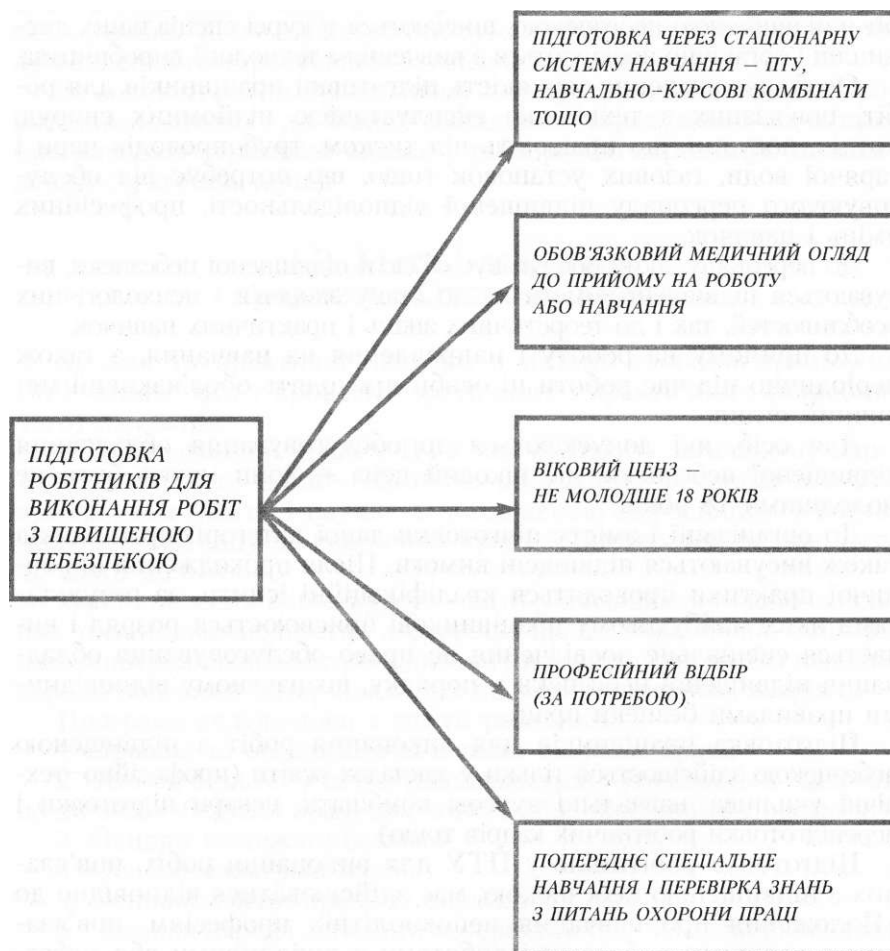 ПІДГОТОВКА ЧЕРЕЗ СТАЦІОНАРНУ
СИСТЕМУ НАВЧАННЯ – ПТУ,
НАВЧАЛЬНО–КУРСОВІ КОМБІНАТИ
ТОЩО
ОБОВ'ЯЗКОВИЙ МЕДИЧНИЙ ОГЛЯД
ДО ПРИЙОМУ НА РОБОТУ
АБО НАВЧАННЯ
ПІДГОТОВКА
РОБІТНИКІВ ДЛЯ
ВИКОНАННЯ РОБІТ
З ПІВИЩЕНОЮ
НЕБЕЗПЕКОЮ
ВІКОВИЙ ЦЕНЗ –
НЕ МОЛОДШЕ 18 РОКІВ
ПРОФЕСІЙНИЙ ВІДБІР
(ЗА ПОТРЕБОЮ)
ПОПЕРЕДНЄ СПЕЦІАЛЬНЕ
НАВЧАННЯ І ПЕРЕВІРКА ЗНАНЬ
З ПИТАНЬ ОХОРОНИ ПРАЦІ